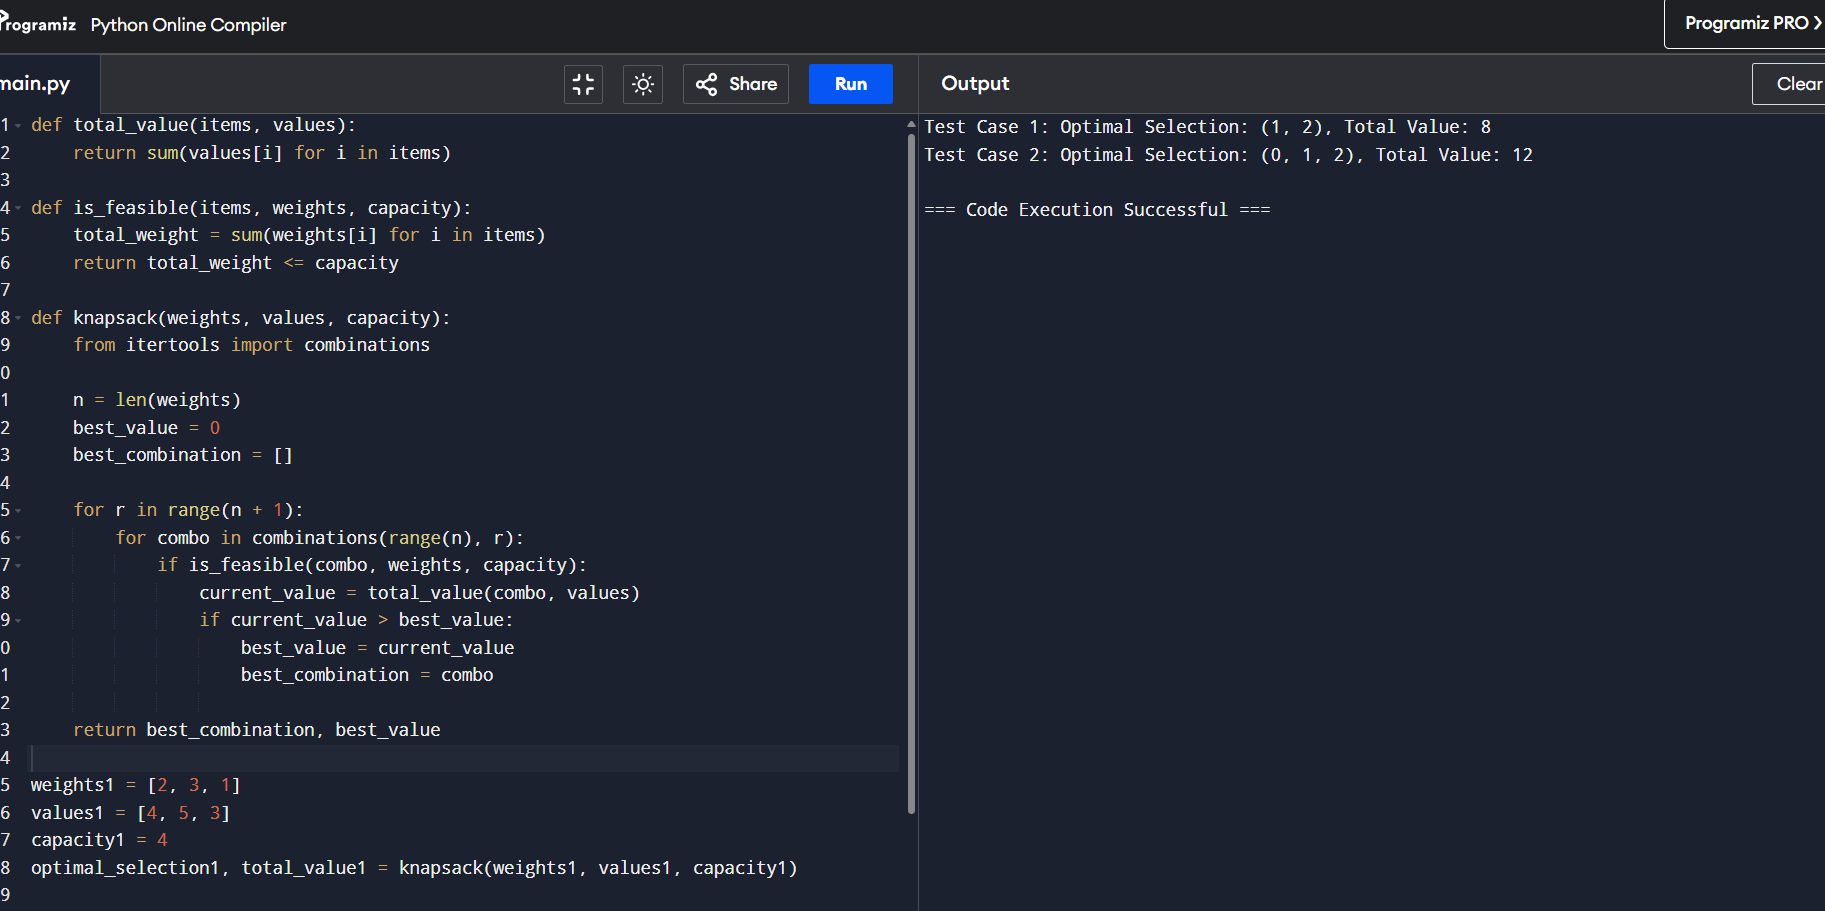 Programiz Python Online Compiler
Programiz PRO
main.py
Share
Run
Output
Clear
1 def total_value(items, values):
2     return sum(values[i] for i in items)
3
4 def is_feasible(items, weights, capacity):
5     total_weight = sum(weights[i] for i in items)
6     return total_weight <= capacity
7
8 def knapsack(weights, values, capacity):
9     from itertools import combinations
0
1     n = len(weights)
2     best_value = 0
3     best_combination = []
4
5     for r in range(n + 1):
6         for combo in combinations(range(n), r):
7             if is_feasible(combo, weights, capacity):
8                 current_value = total_value(combo, values)
9                 if current_value > best_value:
0                     best_value = current_value
1                     best_combination = combo
2
3     return best_combination, best_value
4
5 weights1 = [2, 3, 1]
6 values1 = [4, 5, 3]
7 capacity1 = 4
8 optimal_selection1, total_value1 = knapsack(weights1, values1, capacity1)
9
Test Case 1: Optimal Selection: (1, 2), Total Value: 8
Test Case 2: Optimal Selection: (0, 1, 2), Total Value: 12
=== Code Execution Successful ===